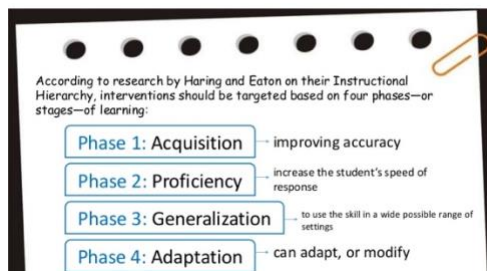 According to research by Haring and Eaton on their Instructional
Hierarchy, interventions should be targeted based on four phases—or
stages—of learning:
Phase 1: Acquisition improving accuracy
Phase 2: Proficiency increase the student's speed of
response
Phase 3: Generalization to use the skill in a wide possible range of
settings
Phase 4: Adaptation can adapt, or modify